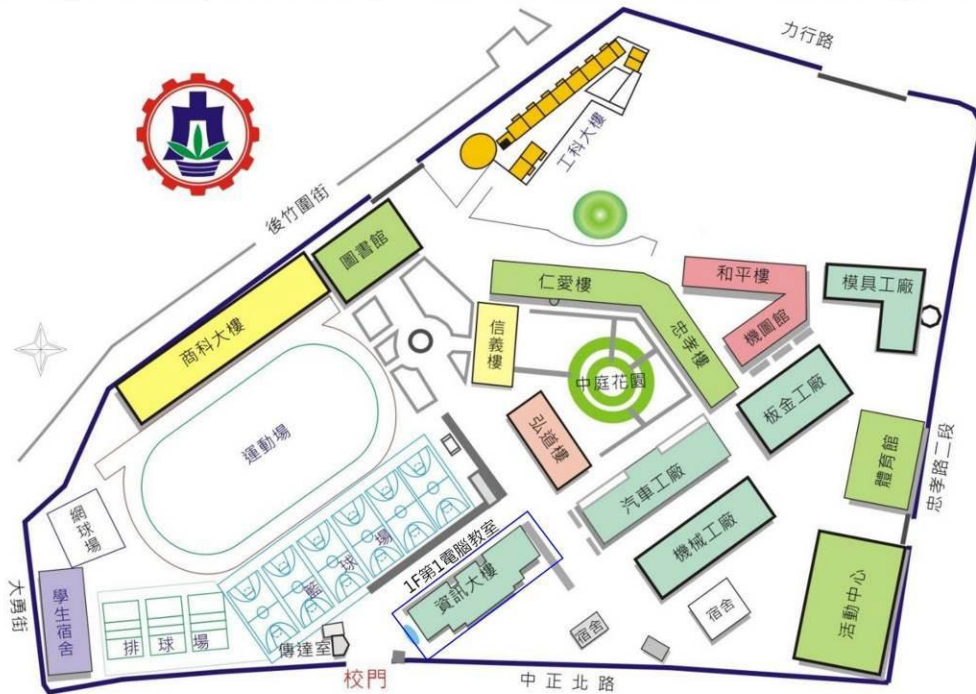 力行路
工科大樓
後竹圍街
圖書館
仁愛樓
和平樓
模具工廠
商科大樓
信義樓
忠孝樓
機圖館
中庭花園
板金工廠
弘道樓
運動場
體育館
忠孝路二段
汽車工廠
網球場
籃球場
機械工廠
1F第1電腦教室
資訊大樓
大勇街
學生宿舍
排球場
傳達室
宿舍
宿舍
活動中心
校門
中正北路